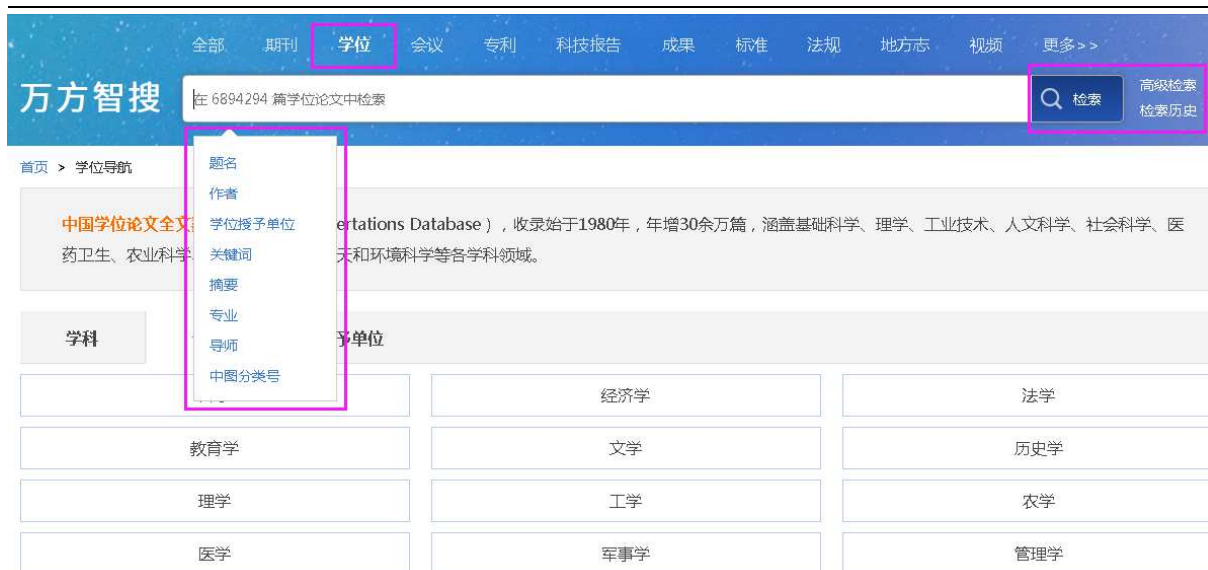 全部 期刊 学位 会议 专利 科技报告 成果 标准 法规 地方志 视频 更多>>
万方智搜
在 6894294 篇学位论文中检索
检索
高级检索
检索历史
首页 > 学位导航
题名
作者
学位授予单位
关键词
摘要
专业
导师
中图分类号
中国学位论文全文 ertations Database），收录始于1980年，年增30余万篇，涵盖基础科学、理学、工业技术、人文科学、社会科学、医
药卫生、农业科学 天和环境科学等各学科领域。
学科 予单位
经济学 法学
教育学 文学 历史学
理学 工学 农学
医学 军事学 管理学